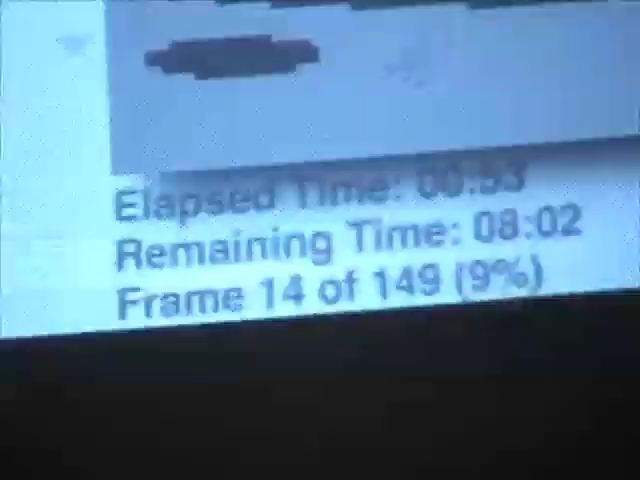 Elapsed Time: 00:53
Remaining Time: 08:02
Frame 14 of 149 (9%)